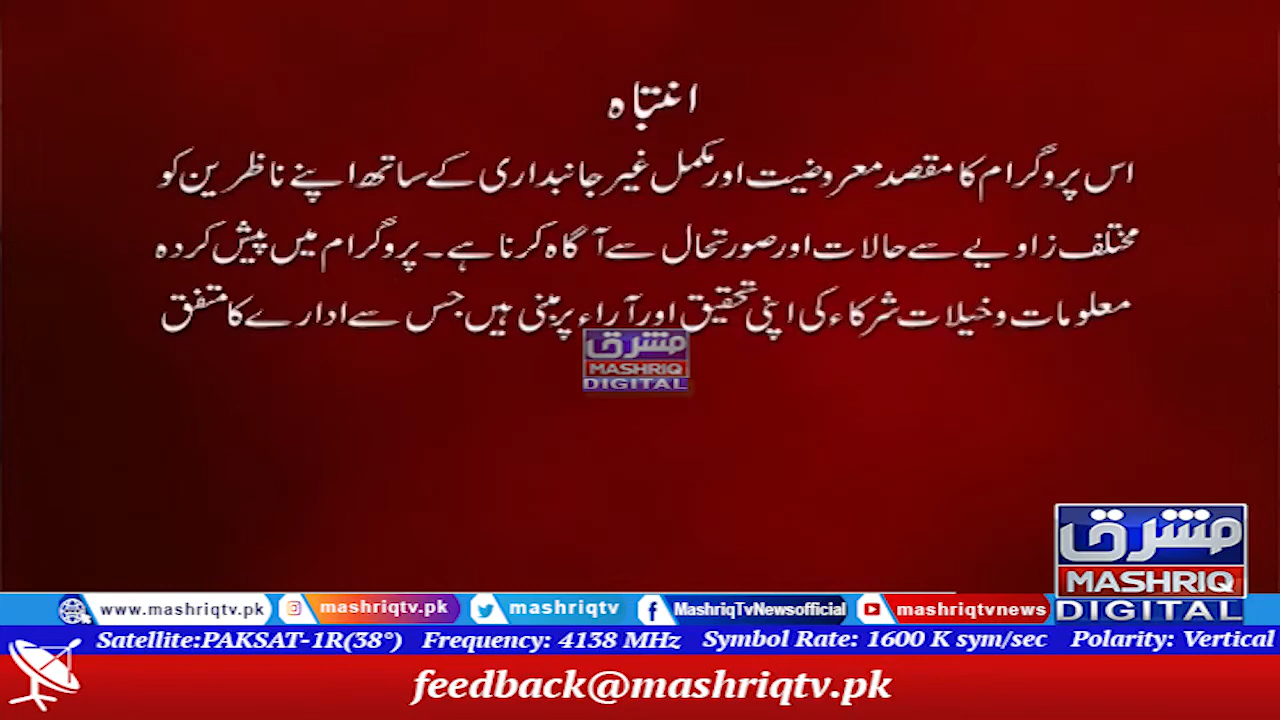 انتباہ
اس پروگرام کا مقصد معروضیت اور مکمل غیر جانبداری کے ساتھ اپنے ناظرین کو
مختلف زاویے سے حالات اور صورتحال سے آگاہ کرنا ہے۔ پروگرام میں پیش کردہ
معلومات و خیلات شرکاء کی اپنی تحقیق اور آراء پر مبنی ہیں جس سے ادارے کا متفق
مشرق
MASHRIQ
DIGITAL
مشرق
MASHRIQ
DIGITAL
www.mashriqtv.pk mashriqtv.pk mashriqtv MashriqTvNewsofficial mashriqtvnews
Satellite:PAKSAT-1R(38°) Frequency: 4138 MHz Symbol Rate: 1600 K sym/sec Polarity: Vertical
feedback@mashriqtv.pk